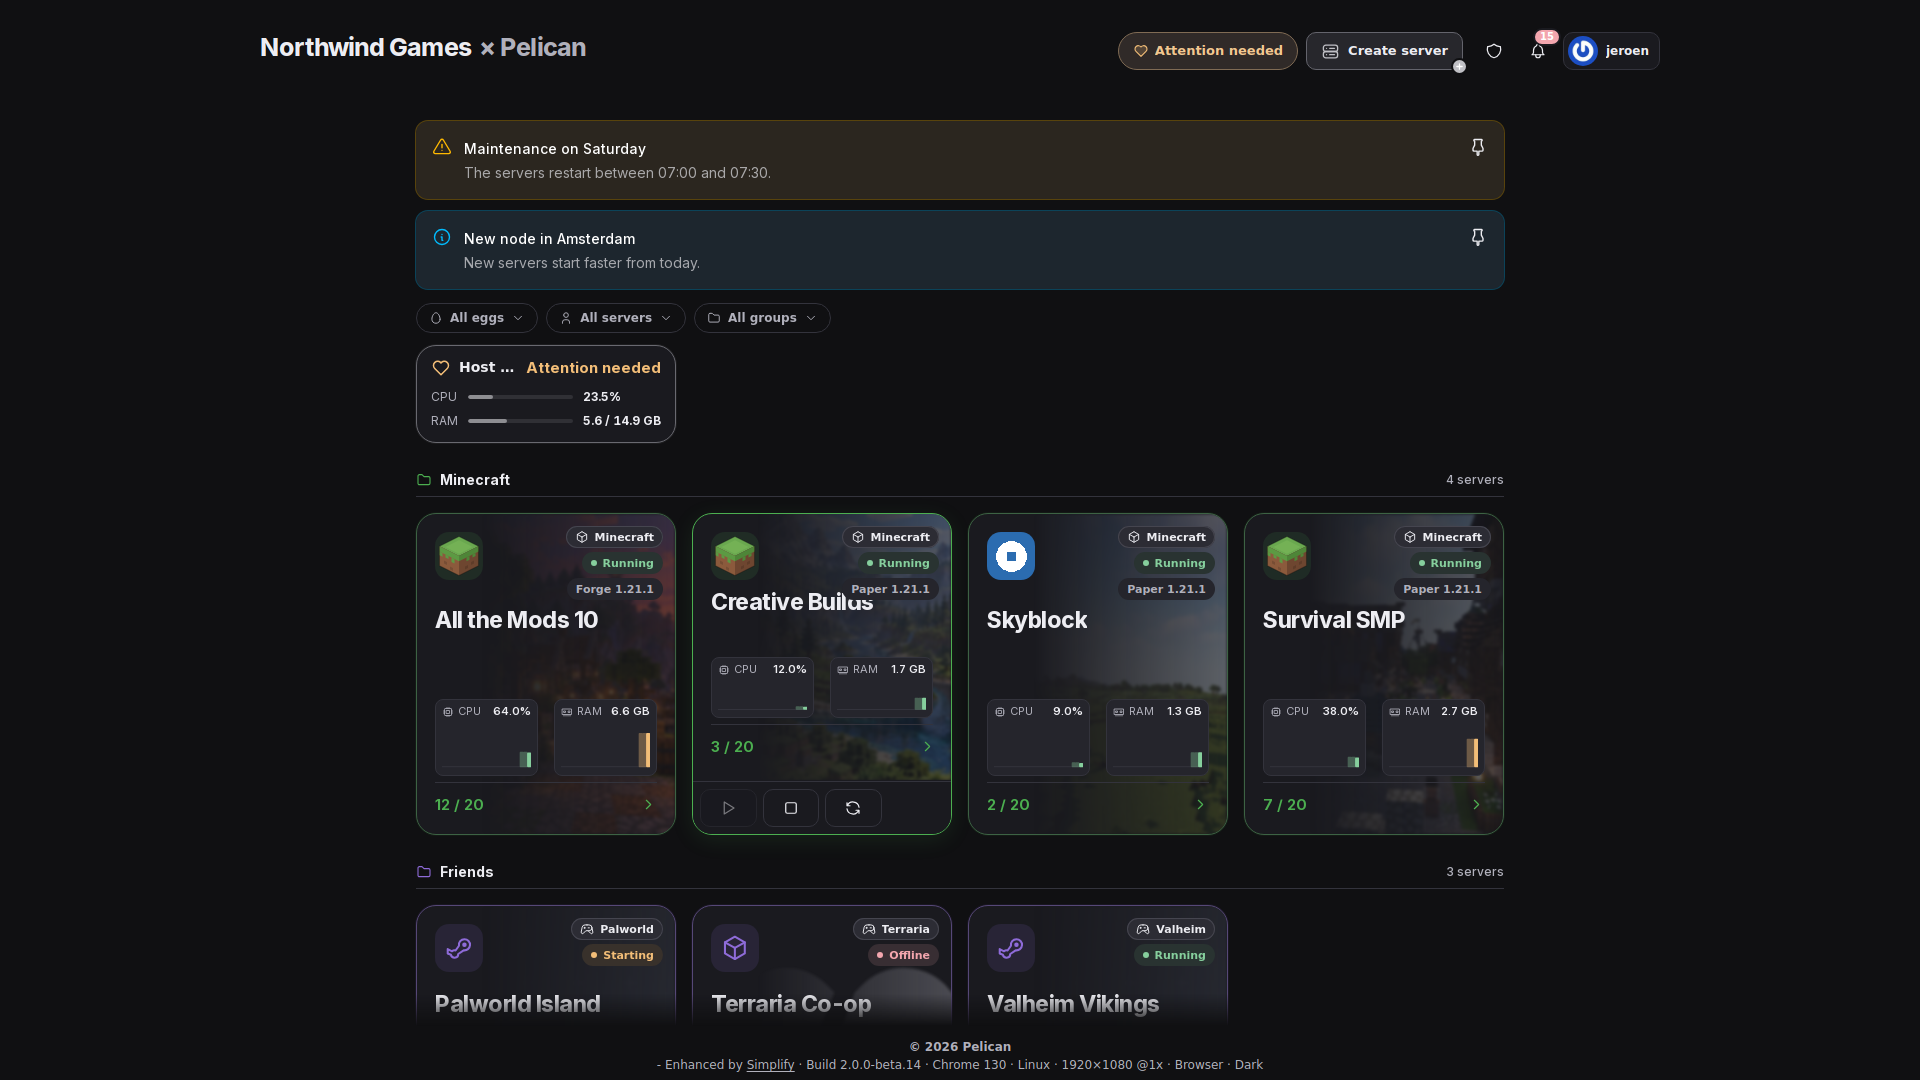 Northwind Games × Pelican
Attention needed
Create server
15
jeroen
Maintenance on Saturday
The servers restart between 07:00 and 07:30.
New node in Amsterdam
New servers start faster from today.
All eggs
All servers
All groups
Host ... Attention needed
CPU 23.5%
RAM 5.6 / 14.9 GB
Minecraft
4 servers
Minecraft
Running
Forge 1.21.1
All the Mods 10
CPU 64.0%
RAM 6.6 GB
12 / 20
Minecraft
Running
Paper 1.21.1
Creative Builds
CPU 12.0%
RAM 1.7 GB
3 / 20
Minecraft
Running
Paper 1.21.1
Skyblock
CPU 9.0%
RAM 1.3 GB
2 / 20
Minecraft
Running
Paper 1.21.1
Survival SMP
CPU 38.0%
RAM 2.7 GB
7 / 20
Friends
3 servers
Palworld
Starting
Palworld Island
Terraria
Offline
Terraria Co-op
Valheim
Running
Valheim Vikings
© 2026 Pelican
- Enhanced by Simplify · Build 2.0.0-beta.14 · Chrome 130 · Linux · 1920×1080 @1x · Browser · Dark